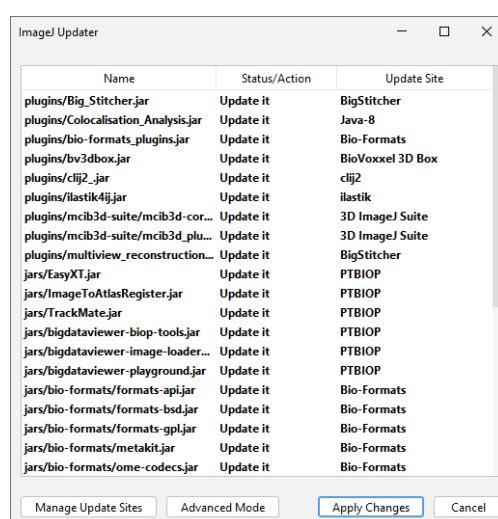 ImageJ Updater
Name Status/Action Update Site
plugins/Big_Stitcher.jar Update it BigStitcher
plugins/Colocalisation_Analysis.jar Update it Java-8
plugins/bio-formats_plugins.jar Update it Bio-Formats
plugins/bv3dbox.jar Update it BioVoxxel 3D Box
plugins/clij2_.jar Update it clij2
plugins/ilastik4ij.jar Update it ilastik
plugins/mcib3d-suite/mcib3d-cor... Update it 3D ImageJ Suite
plugins/mcib3d-suite/mcib3d_plu... Update it 3D ImageJ Suite
plugins/multiview_reconstruction... Update it BigStitcher
jars/EasyXT.jar Update it PTBIOP
jars/ImageToAtlasRegister.jar Update it PTBIOP
jars/TrackMate.jar Update it PTBIOP
jars/bigdataviewer-biop-tools.jar Update it PTBIOP
jars/bigdataviewer-image-loader... Update it PTBIOP
jars/bigdataviewer-playground.jar Update it PTBIOP
jars/bio-formats/formats-api.jar Update it Bio-Formats
jars/bio-formats/formats-bsd.jar Update it Bio-Formats
jars/bio-formats/formats-gpl.jar Update it Bio-Formats
jars/bio-formats/metakit.jar Update it Bio-Formats
jars/bio-formats/ome-codecs.jar Update it Bio-Formats
Manage Update Sites Advanced Mode Apply Changes Cancel